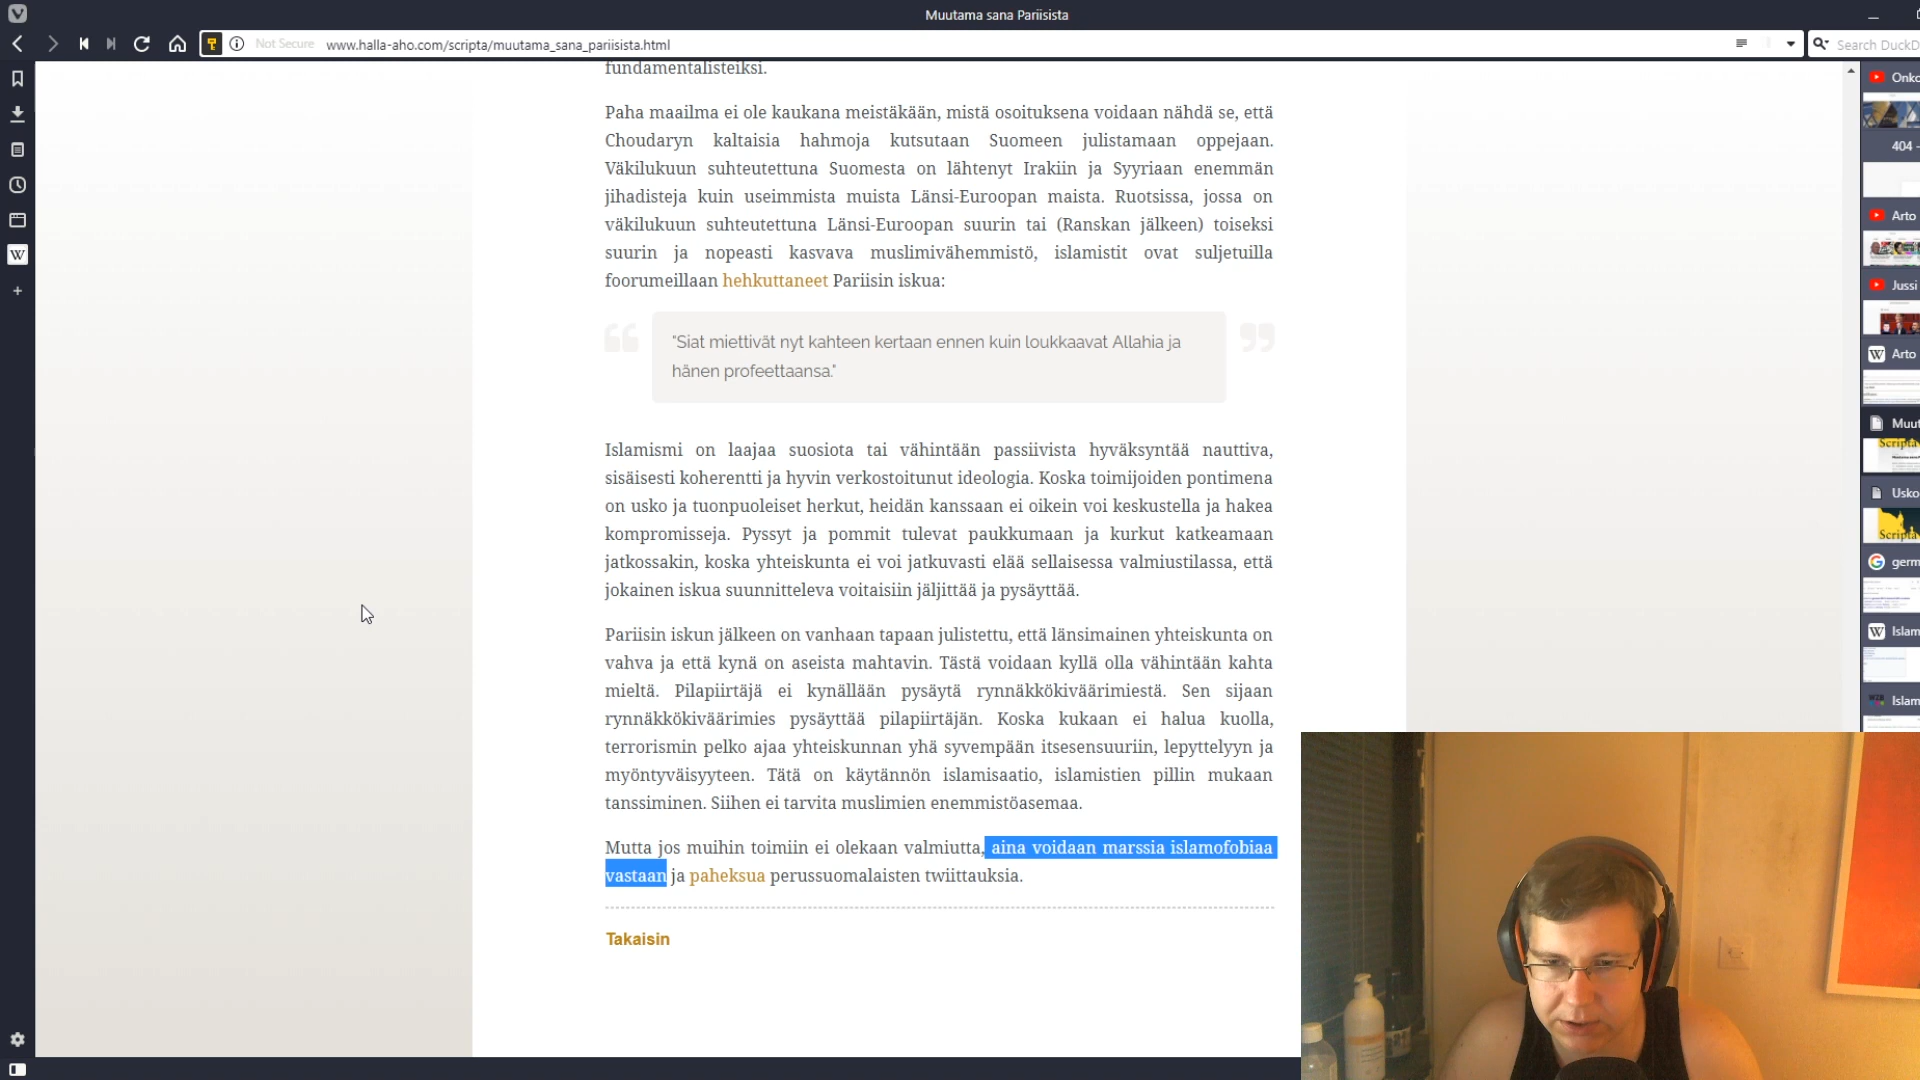 Muutama sana Pariisista
Not Secure
www.halla-aho.com/scripta/muutama_sana_pariisista.html
Search DuckD
fundamentalisteiksi.
Paha maailma ei ole kaukana meistäkään, mistä osoituksena voidaan nähdä se, että
Choudaryn kaltaisia hahmoja kutsutaan Suomeen julistamaan oppejaan.
Väkilukuun suhteutettuna Suomesta on lähtenyt Irakiin ja Syyriaan enemmän
jihadisteja kuin useimmista muista Länsi-Euroopan maista. Ruotsissa, jossa on
väkilukuun suhteutettuna Länsi-Euroopan suurin tai (Ranskan jälkeen) toiseksi
suurin ja nopeasti kasvava muslimivähemmistö, islamistit ovat suljetuilla
foorumeillaan hehkuttaneet Pariisin iskua:
"Siat miettivät nyt kahteen kertaan ennen kuin loukkaavat Allahia ja
hänen profeettaansa."
Islamismi on laajaa suosiota tai vähintään passiivista hyväksyntää nauttiva,
sisäisesti koherentti ja hyvin verkostoitunut ideologia. Koska toimijoiden pontimena
on usko ja tuonpuoleiset herkut, heidän kanssaan ei oikein voi keskustella ja hakea
kompromisseja. Pyssyt ja pommit tulevat paukkumaan ja kurkut katkeamaan
jatkossakin, koska yhteiskunta ei voi jatkuvasti elää sellaisessa valmiustilassa, että
jokainen iskua suunnitteleva voitaisiin jäljittää ja pysäyttää.
Pariisin iskun jälkeen on vanhaan tapaan julistettu, että länsimainen yhteiskunta on
vahva ja että kynä on aseista mahtavin. Tästä voidaan kyllä olla vähintään kahta
mieltä. Pilapiirtäjä ei kynällään pysäytä rynnäkkökiväärimiestä. Sen sijaan
rynnäkkökiväärimies pysäyttää pilapiirtäjän. Koska kukaan ei halua kuolla,
terrorismin pelko ajaa yhteiskunnan yhä syvempään itsesensuuriin, lepyttelyyn ja
myöntyväisyyteen. Tätä on käytännön islamisaatio, islamistien pillin mukaan
tanssiminen. Siihen ei tarvita muslimien enemmistöasemaa.
Mutta jos muihin toimiin ei olekaan valmiutta, aina voidaan marssia islamofobiaa
vastaan ja paheksua perussuomalaisten twiittauksia.
Takaisin
Onko
404 -
Arto
Jussi
W Arto
Muut
Scripta
Usko
Scripta
G germ
W Islam
Islam